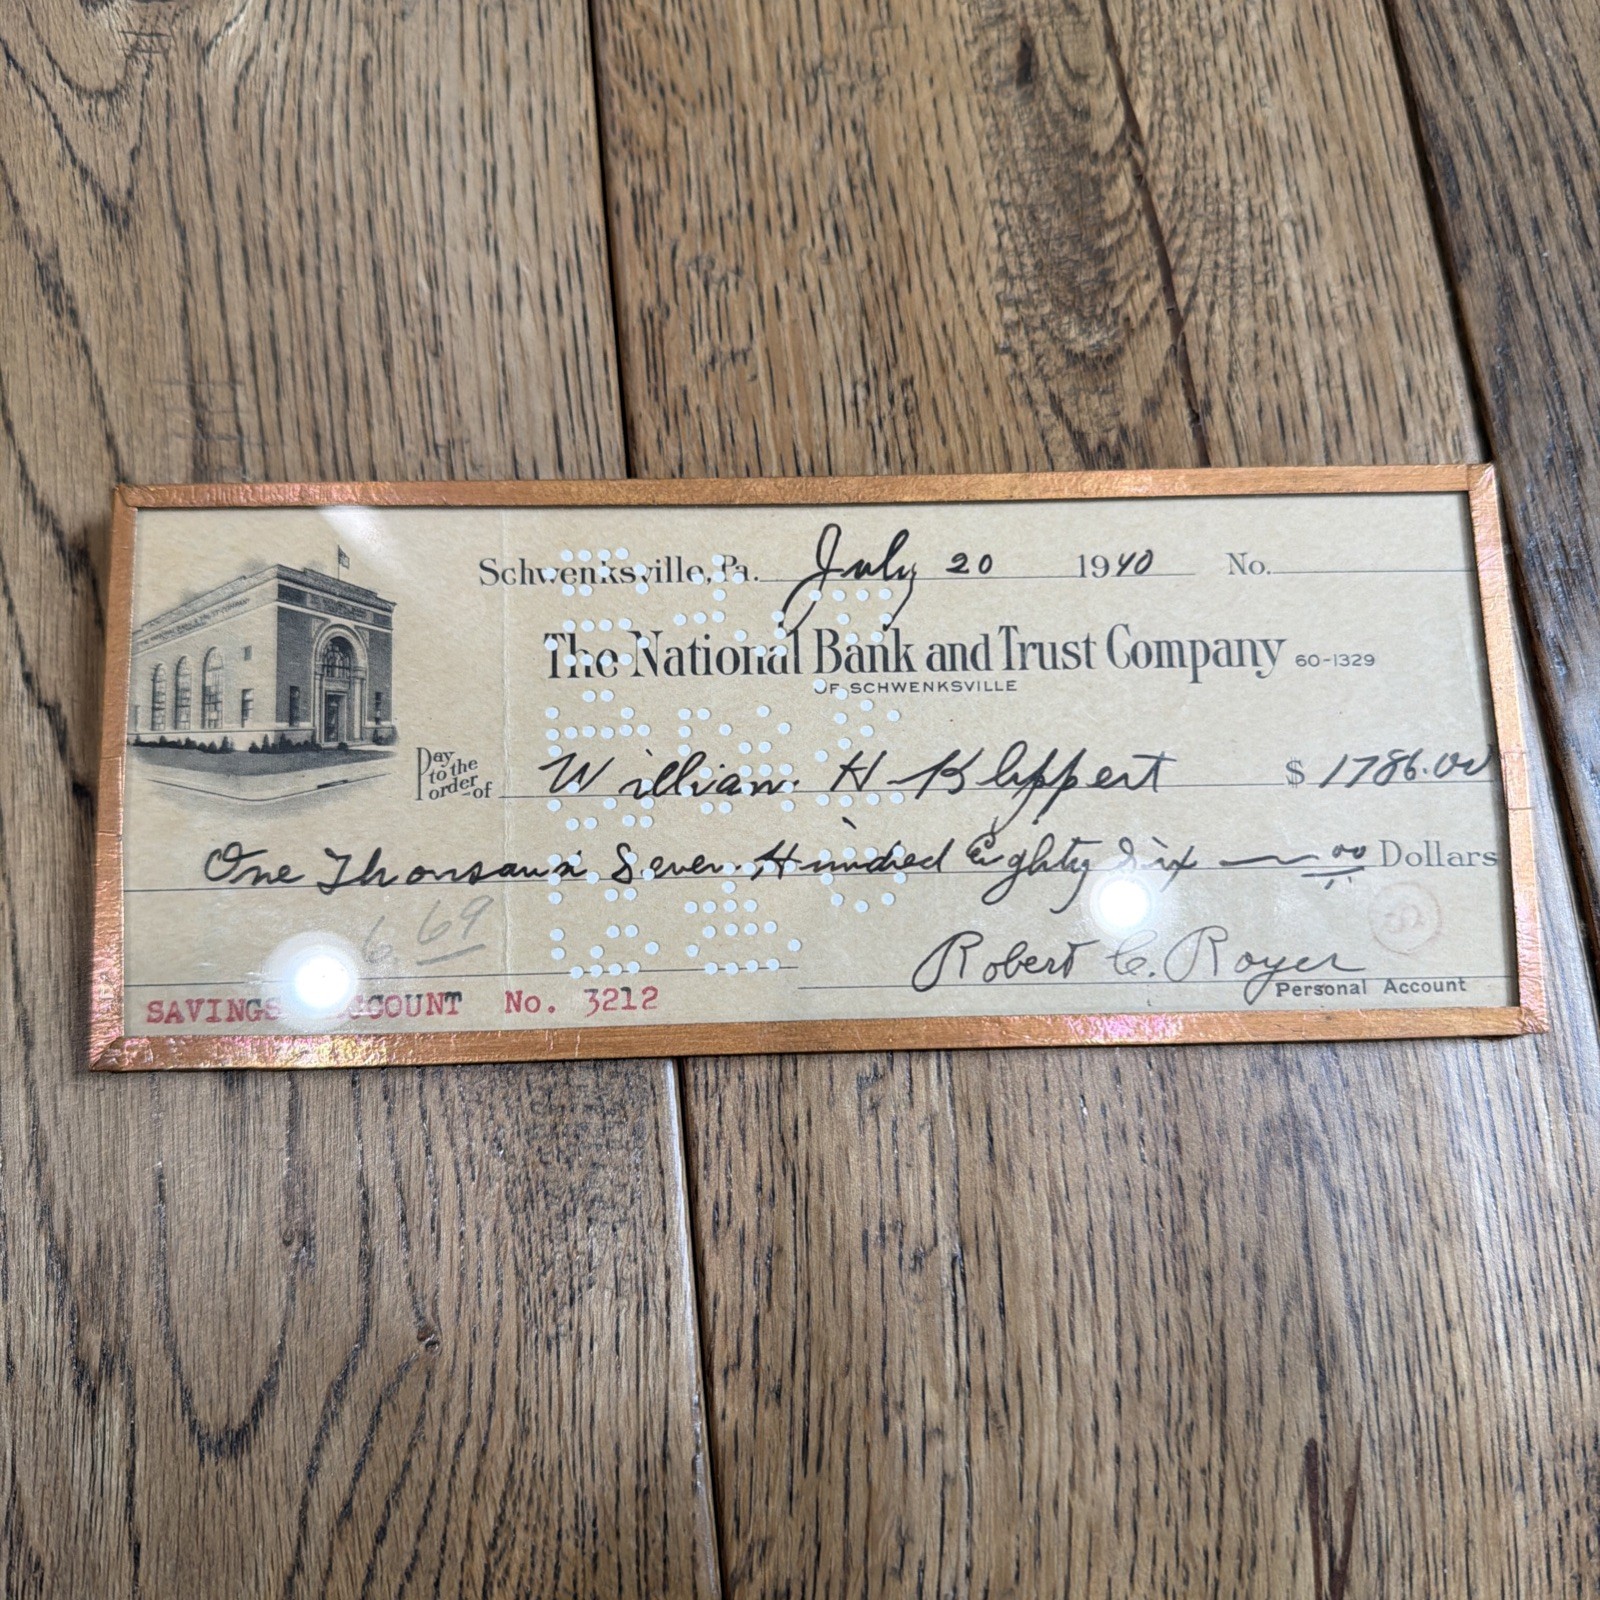 Schwenksville, Pa. July 20 1940 No.
The National Bank and Trust Company 60-1329
OF SCHWENKSVILLE
Pay to the order of William H Klippert $ 1786.00
One Thousand Seven Hundred Eighty Six 00 Dollars
69
Robert C. Royer
Personal Account
SAVINGS ACCOUNT No. 3212